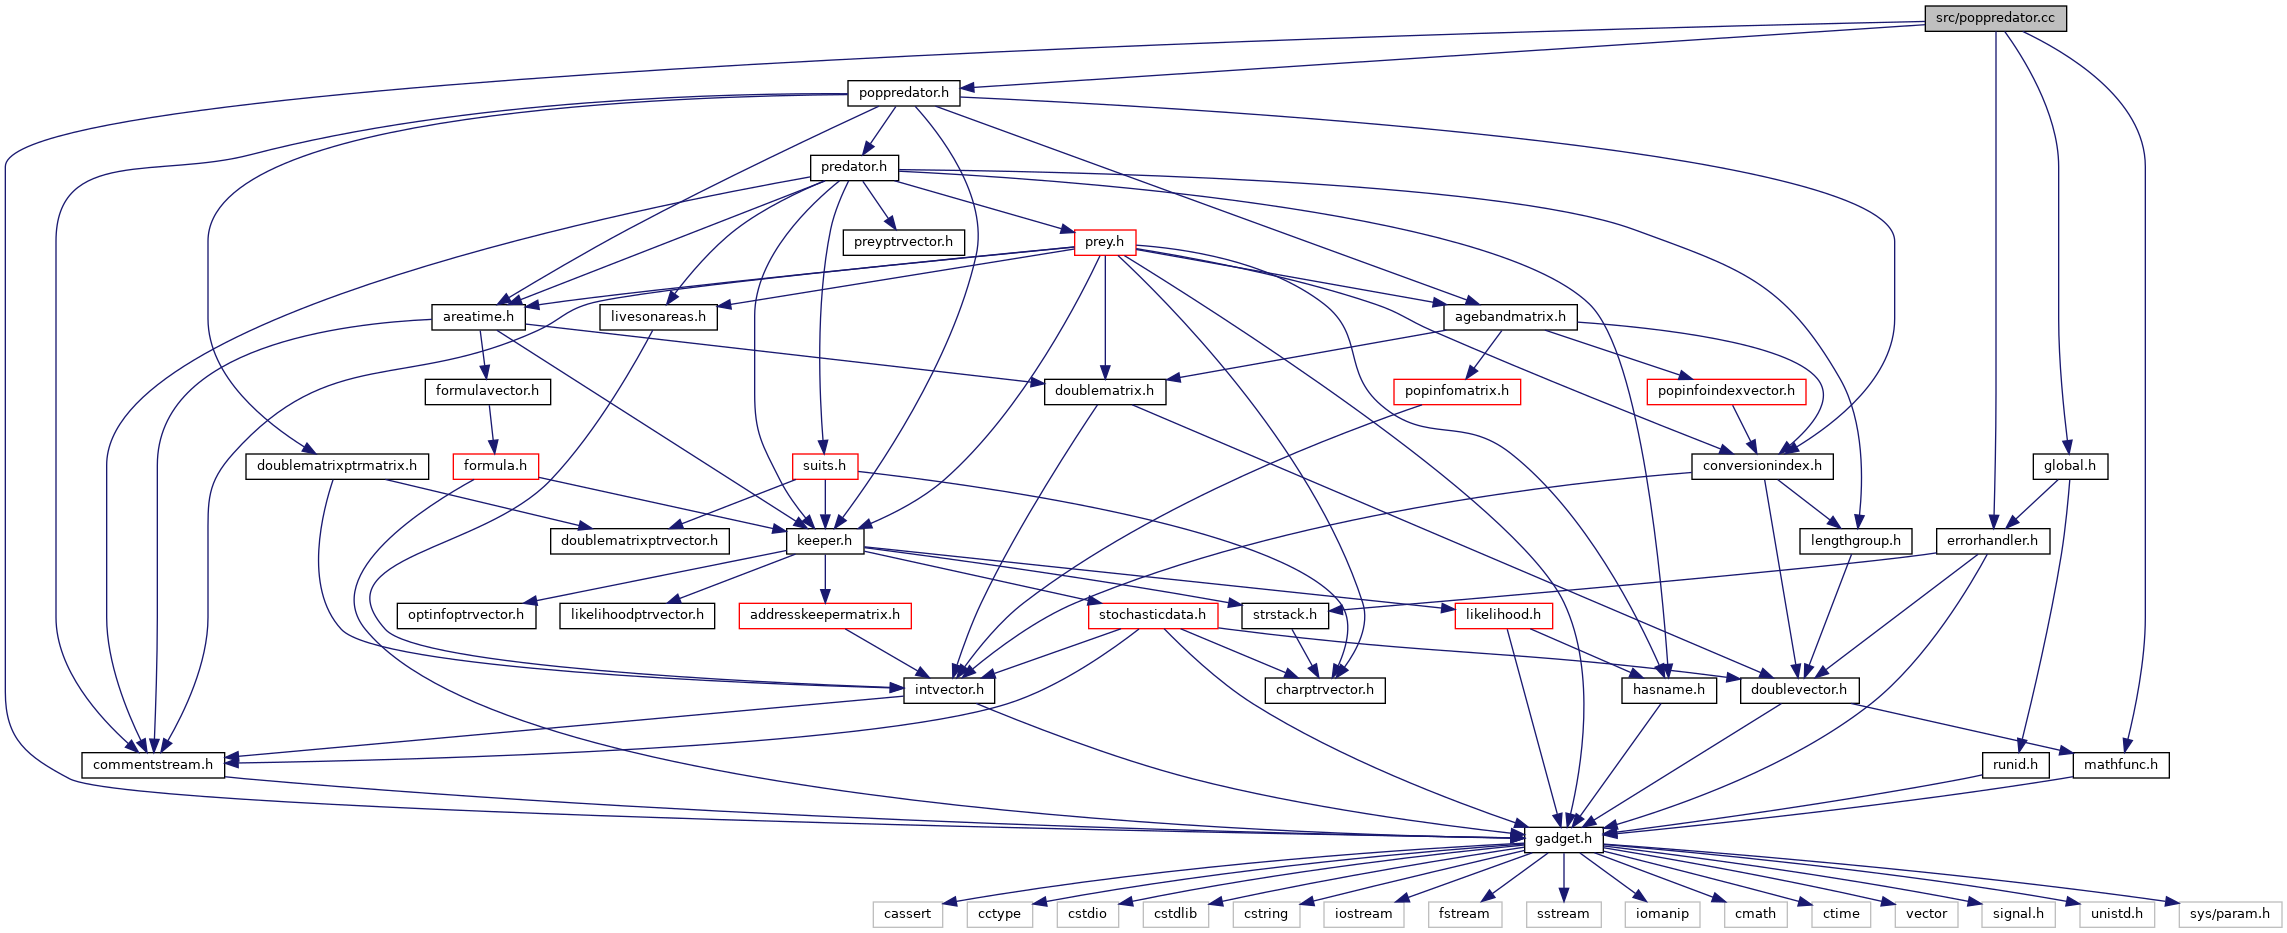 src/poppredator.cc
poppredator.h
predator.h
preyptrvector.h
prey.h
areatime.h
livesonareas.h
agebandmatrix.h
formulavector.h
doublematrix.h
popinfomatrix.h
popinfoindexvector.h
doublematrixptrmatrix.h
formula.h
suits.h
conversionindex.h
global.h
doublematrixptrvector.h
keeper.h
lengthgroup.h
errorhandler.h
optinfoptrvector.h
likelihoodptrvector.h
addresskeepermatrix.h
stochasticdata.h
strstack.h
likelihood.h
intvector.h
charptrvector.h
hasname.h
doublevector.h
commentstream.h
runid.h
mathfunc.h
gadget.h
cassert
cctype
cstdio
cstdlib
cstring
iostream
fstream
sstream
iomanip
cmath
ctime
vector
signal.h
unistd.h
sys/param.h